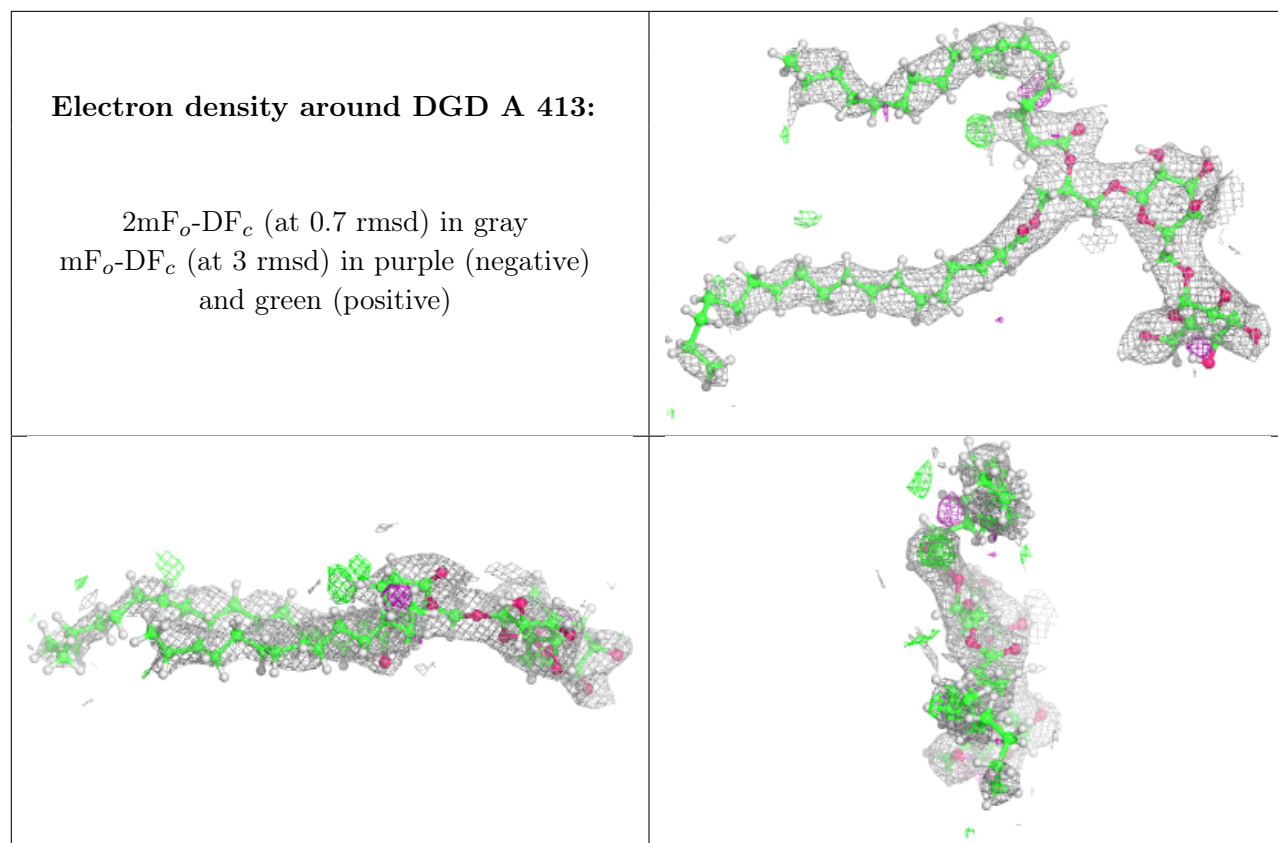 Electron density around DGD A 413:
2mFo-DFc (at 0.7 rmsd) in gray
mFo-DFc (at 3 rmsd) in purple (negative)
and green (positive)